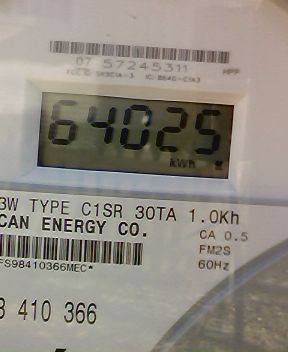 07 57245311
64025
kWh
3W TYPE C1SR 30TA 1.0Kh
CAN ENERGY CO.
CA 0.5
FM2S
60Hz
FS98410366MEC*
3 410 366